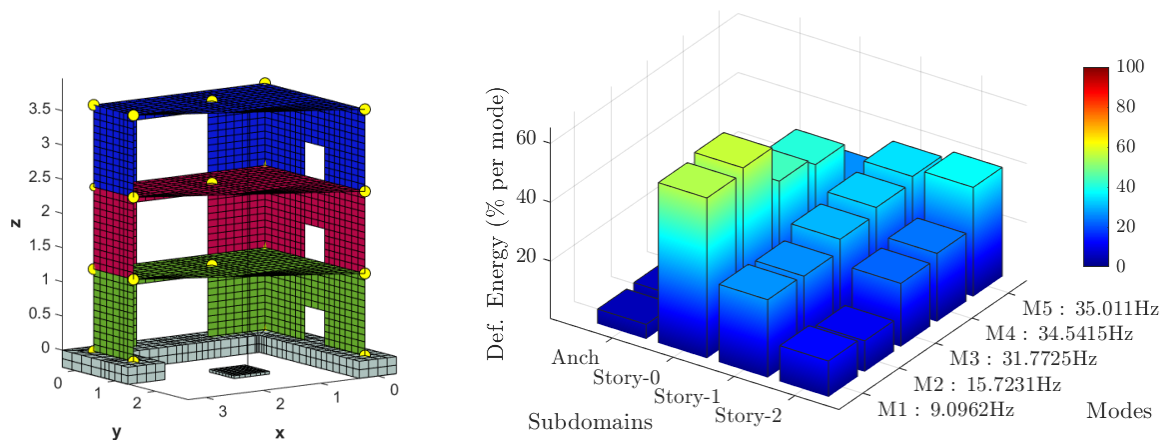 3.5
3
2.5
2
1.5
1
0.5
0
z
0
1
2
y
3
2
1
0
x
Def. Energy (% per mode)
60
40
20
Anch
Story-0
Story-1
Story-2
Subdomains
M5 : 35.011Hz
M4 : 34.5415Hz
M3 : 31.7725Hz
M2 : 15.7231Hz
M1 : 9.0962Hz
Modes
100
80
60
40
20
0